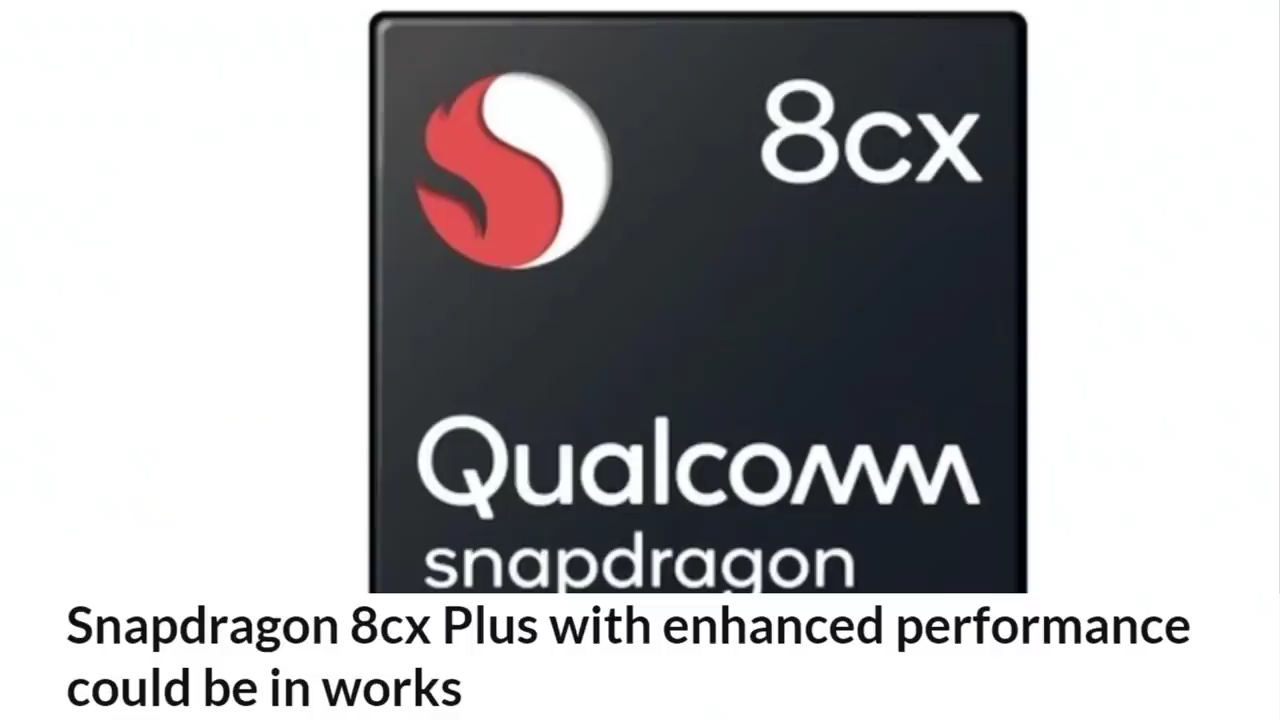 8cx
Qualcomm
snapdragon
Snapdragon 8cx Plus with enhanced performance
could be in works